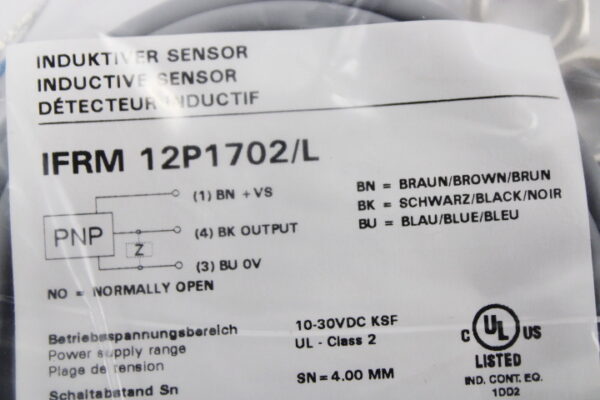 INDUKTIVER SENSOR
INDUCTIVE SENSOR
DÉTECTEUR INDUCTIF
IFRM 12P1702/L
(1) BN +VS
PNP
(4) BK OUTPUT
Z
(3) BU 0V
NO = NORMALLY OPEN
BN = BRAUN/BROWN/BRUN
BK = SCHWARZ/BLACK/NOIR
BU = BLAU/BLUE/BLEU
Betriebsspannungsbereich
Power supply range
Plage de tension
10-30VDC KSF
UL - Class 2
Schaltabstand Sn
SN = 4.00 MM
C UL US
LISTED
IND. CONT. EQ.
1DD2